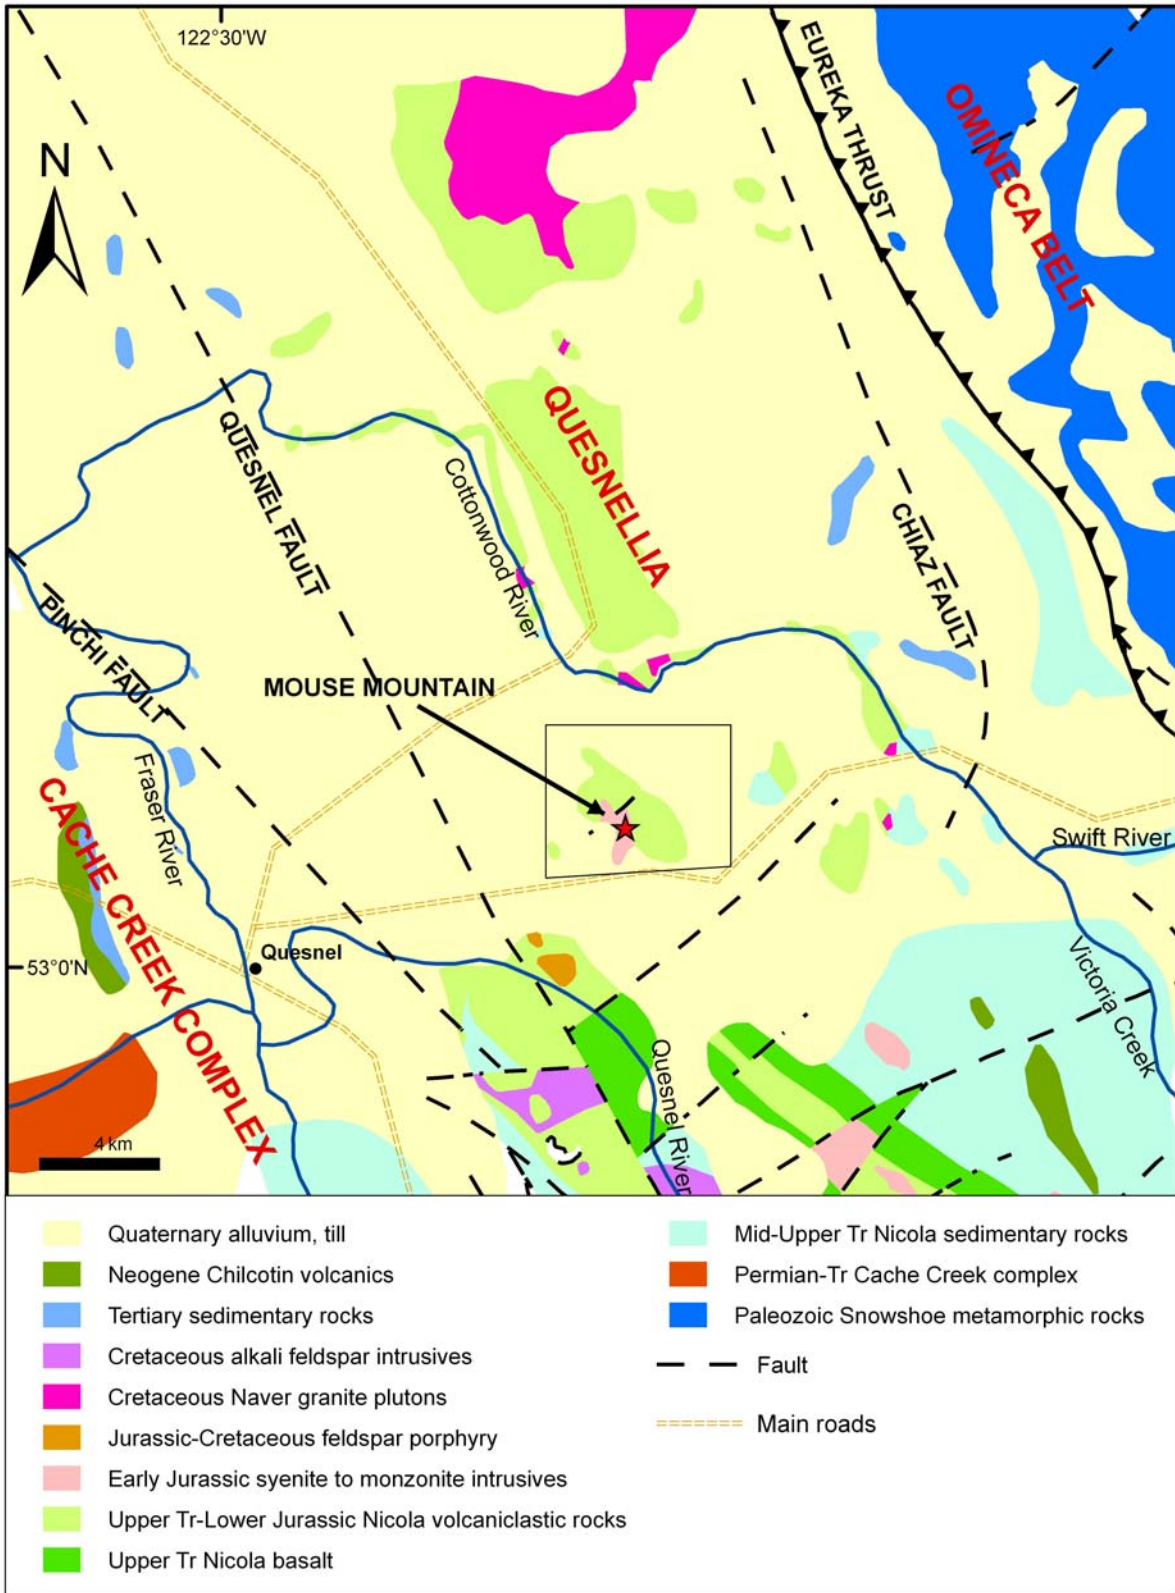 122°30'W
EUREKA THRUST
OMINECA BELT
N
QUESNELLIA
QUESNEL FAULT
Cottonwood River
CHIAZ FAULT
PINCHI FAULT
MOUSE MOUNTAIN
Fraser River
CACHE CREEK COMPLEX
Swift River
Quesnel
53°0'N
Victoria Creek
Quesnel River
4 km
Quaternary alluvium, till
Neogene Chilcotin volcanics
Tertiary sedimentary rocks
Cretaceous alkali feldspar intrusives
Cretaceous Naver granite plutons
Jurassic-Cretaceous feldspar porphyry
Early Jurassic syenite to monzonite intrusives
Upper Tr-Lower Jurassic Nicola volcaniclastic rocks
Upper Tr Nicola basalt
Mid-Upper Tr Nicola sedimentary rocks
Permian-Tr Cache Creek complex
Paleozoic Snowshoe metamorphic rocks
Fault
Main roads